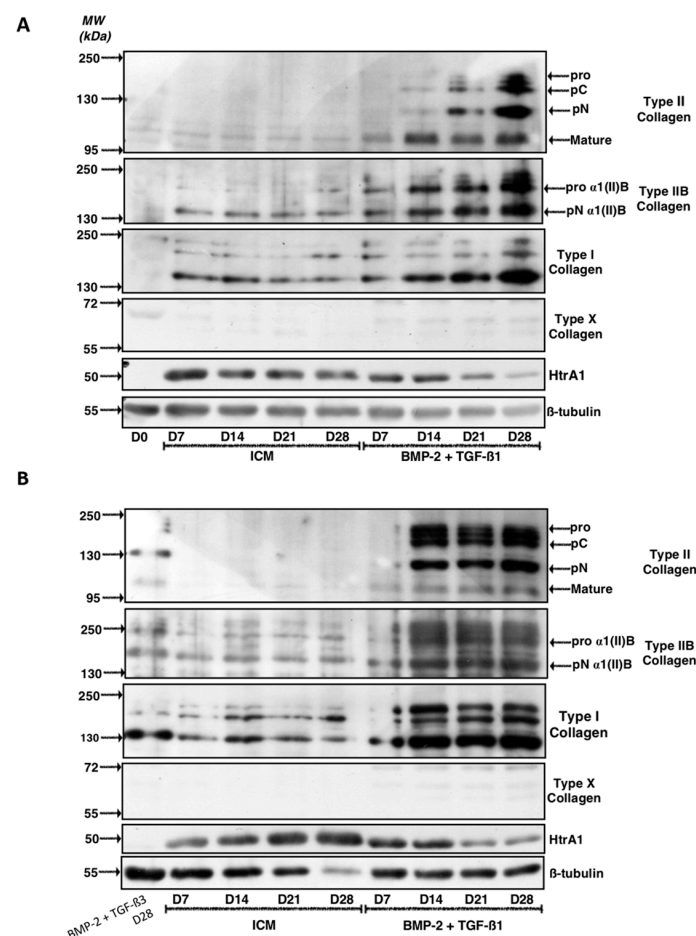 A
MW
(kDa)
250
130
95
pro
pC
pN
Mature
Type II
Collagen
250
130
pro α1(II)B
pN α1(II)B
Type IIB
Collagen
250
130
Type I
Collagen
72
55
Type X
Collagen
50
HtrA1
55
ß-tubulin
D0 D7 D14 D21 D28 D7 D14 D21 D28
ICM BMP-2 + TGF-ß1
B
250
130
95
pro
pC
pN
Mature
Type II
Collagen
250
130
pro α1(II)B
pN α1(II)B
Type IIB
Collagen
250
130
Type I
Collagen
72
55
Type X
Collagen
50
HtrA1
55
ß-tubulin
BMP-2 + TGF-ß3
D28
D7 D14 D21 D28 D7 D14 D21 D28
ICM BMP-2 + TGF-ß1